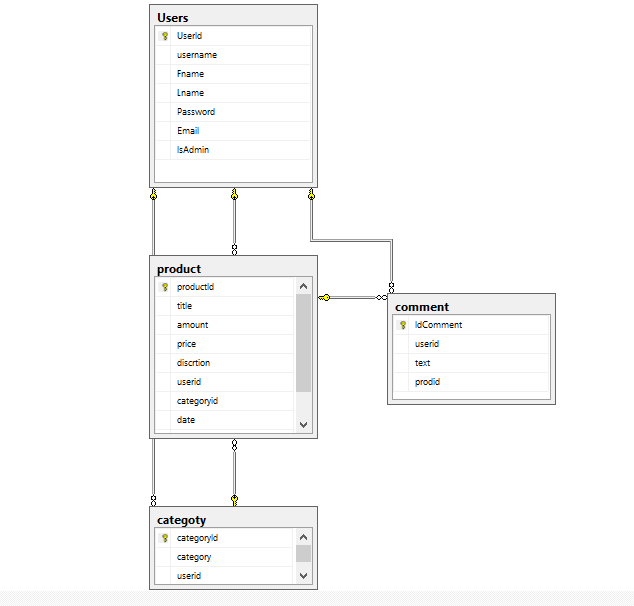 Users
UserId
username
Fname
Lname
Password
Email
IsAdmin
product
productId
title
amount
price
discrtion
userid
categoryid
date
comment
IdComment
userid
text
prodid
categoty
categoryId
category
userid